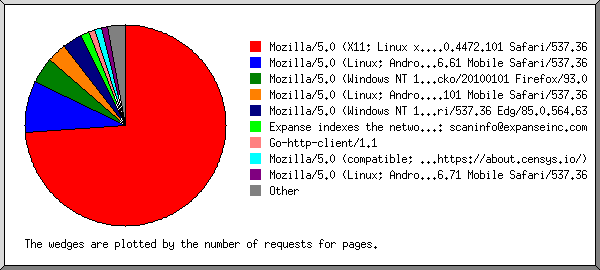 Mozilla/5.0 (X11; Linux x....0.4472.101 Safari/537.36
Mozilla/5.0 (Linux; Andro...6.61 Mobile Safari/537.36
Mozilla/5.0 (Windows NT 1...cko/20100101 Firefox/93.0
Mozilla/5.0 (Linux; Andro....101 Mobile Safari/537.36
Mozilla/5.0 (Windows NT 1...ri/537.36 Edg/85.0.564.63
Expanse indexes the netwo...: scaninfo@expanseinc.com
Go-http-client/1.1
Mozilla/5.0 (compatible; ...https://about.censys.io/)
Mozilla/5.0 (Linux; Andro...6.71 Mobile Safari/537.36
Other
The wedges are plotted by the number of requests for pages.